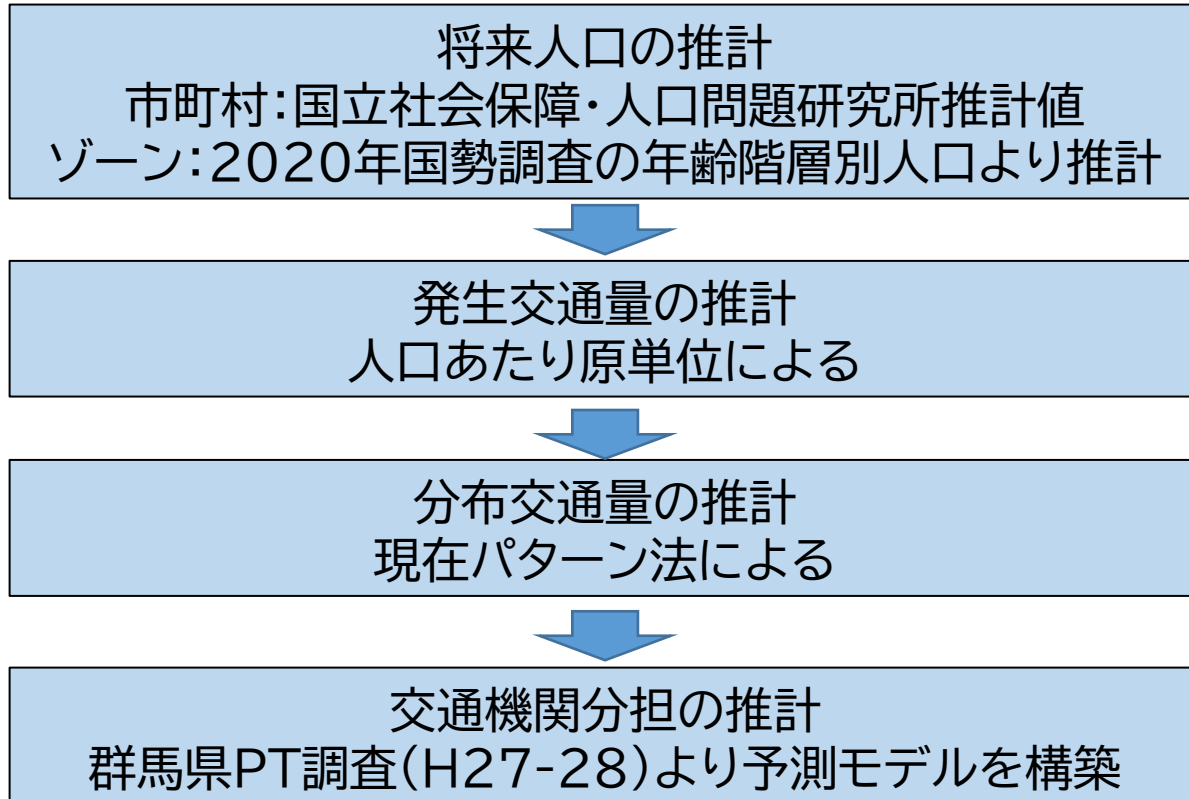 将来人口の推計
市町村:国立社会保障・人口問題研究所推計値
ゾーン:2020年国勢調査の年齢階層別人口より推計
発生交通量の推計
人口あたり原単位による
分布交通量の推計
現在パターン法による
交通機関分担の推計
群馬県PT調査(H27-28)より予測モデルを構築